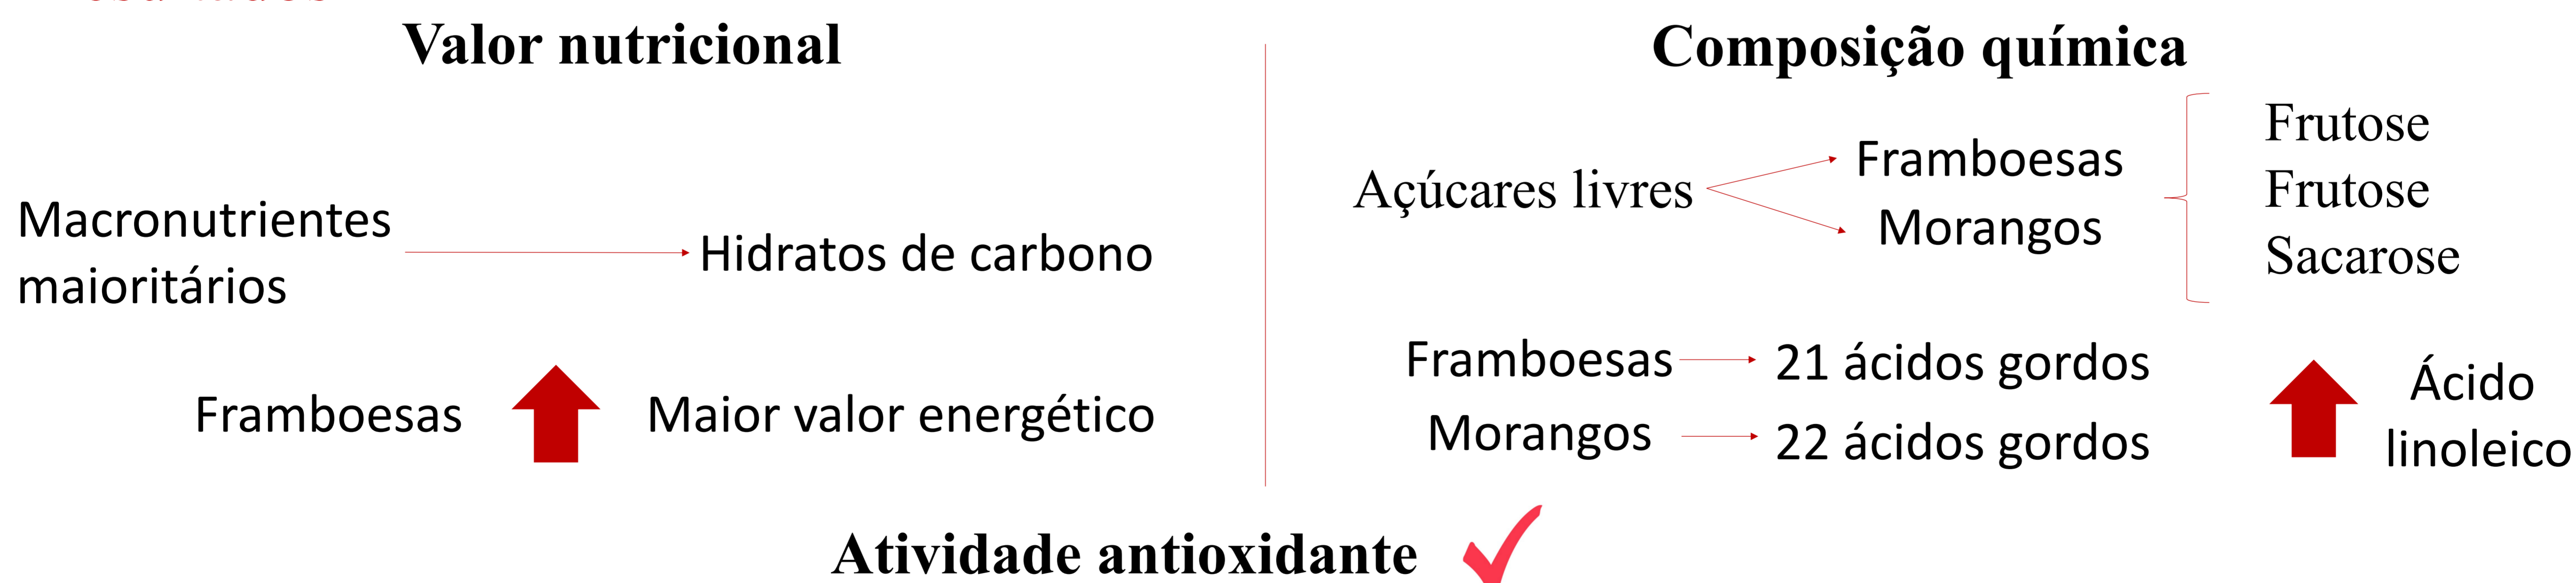 Valor nutricional
Macronutrientes
maioritários
Hidratos de carbono
Framboesas
Maior valor energético
Composição química
Açúcares livres
Framboesas
Morangos
Frutose
Frutose
Sacarose
Framboesas
21 ácidos gordos
Morangos
22 ácidos gordos
Ácido
linoleico
Atividade antioxidante